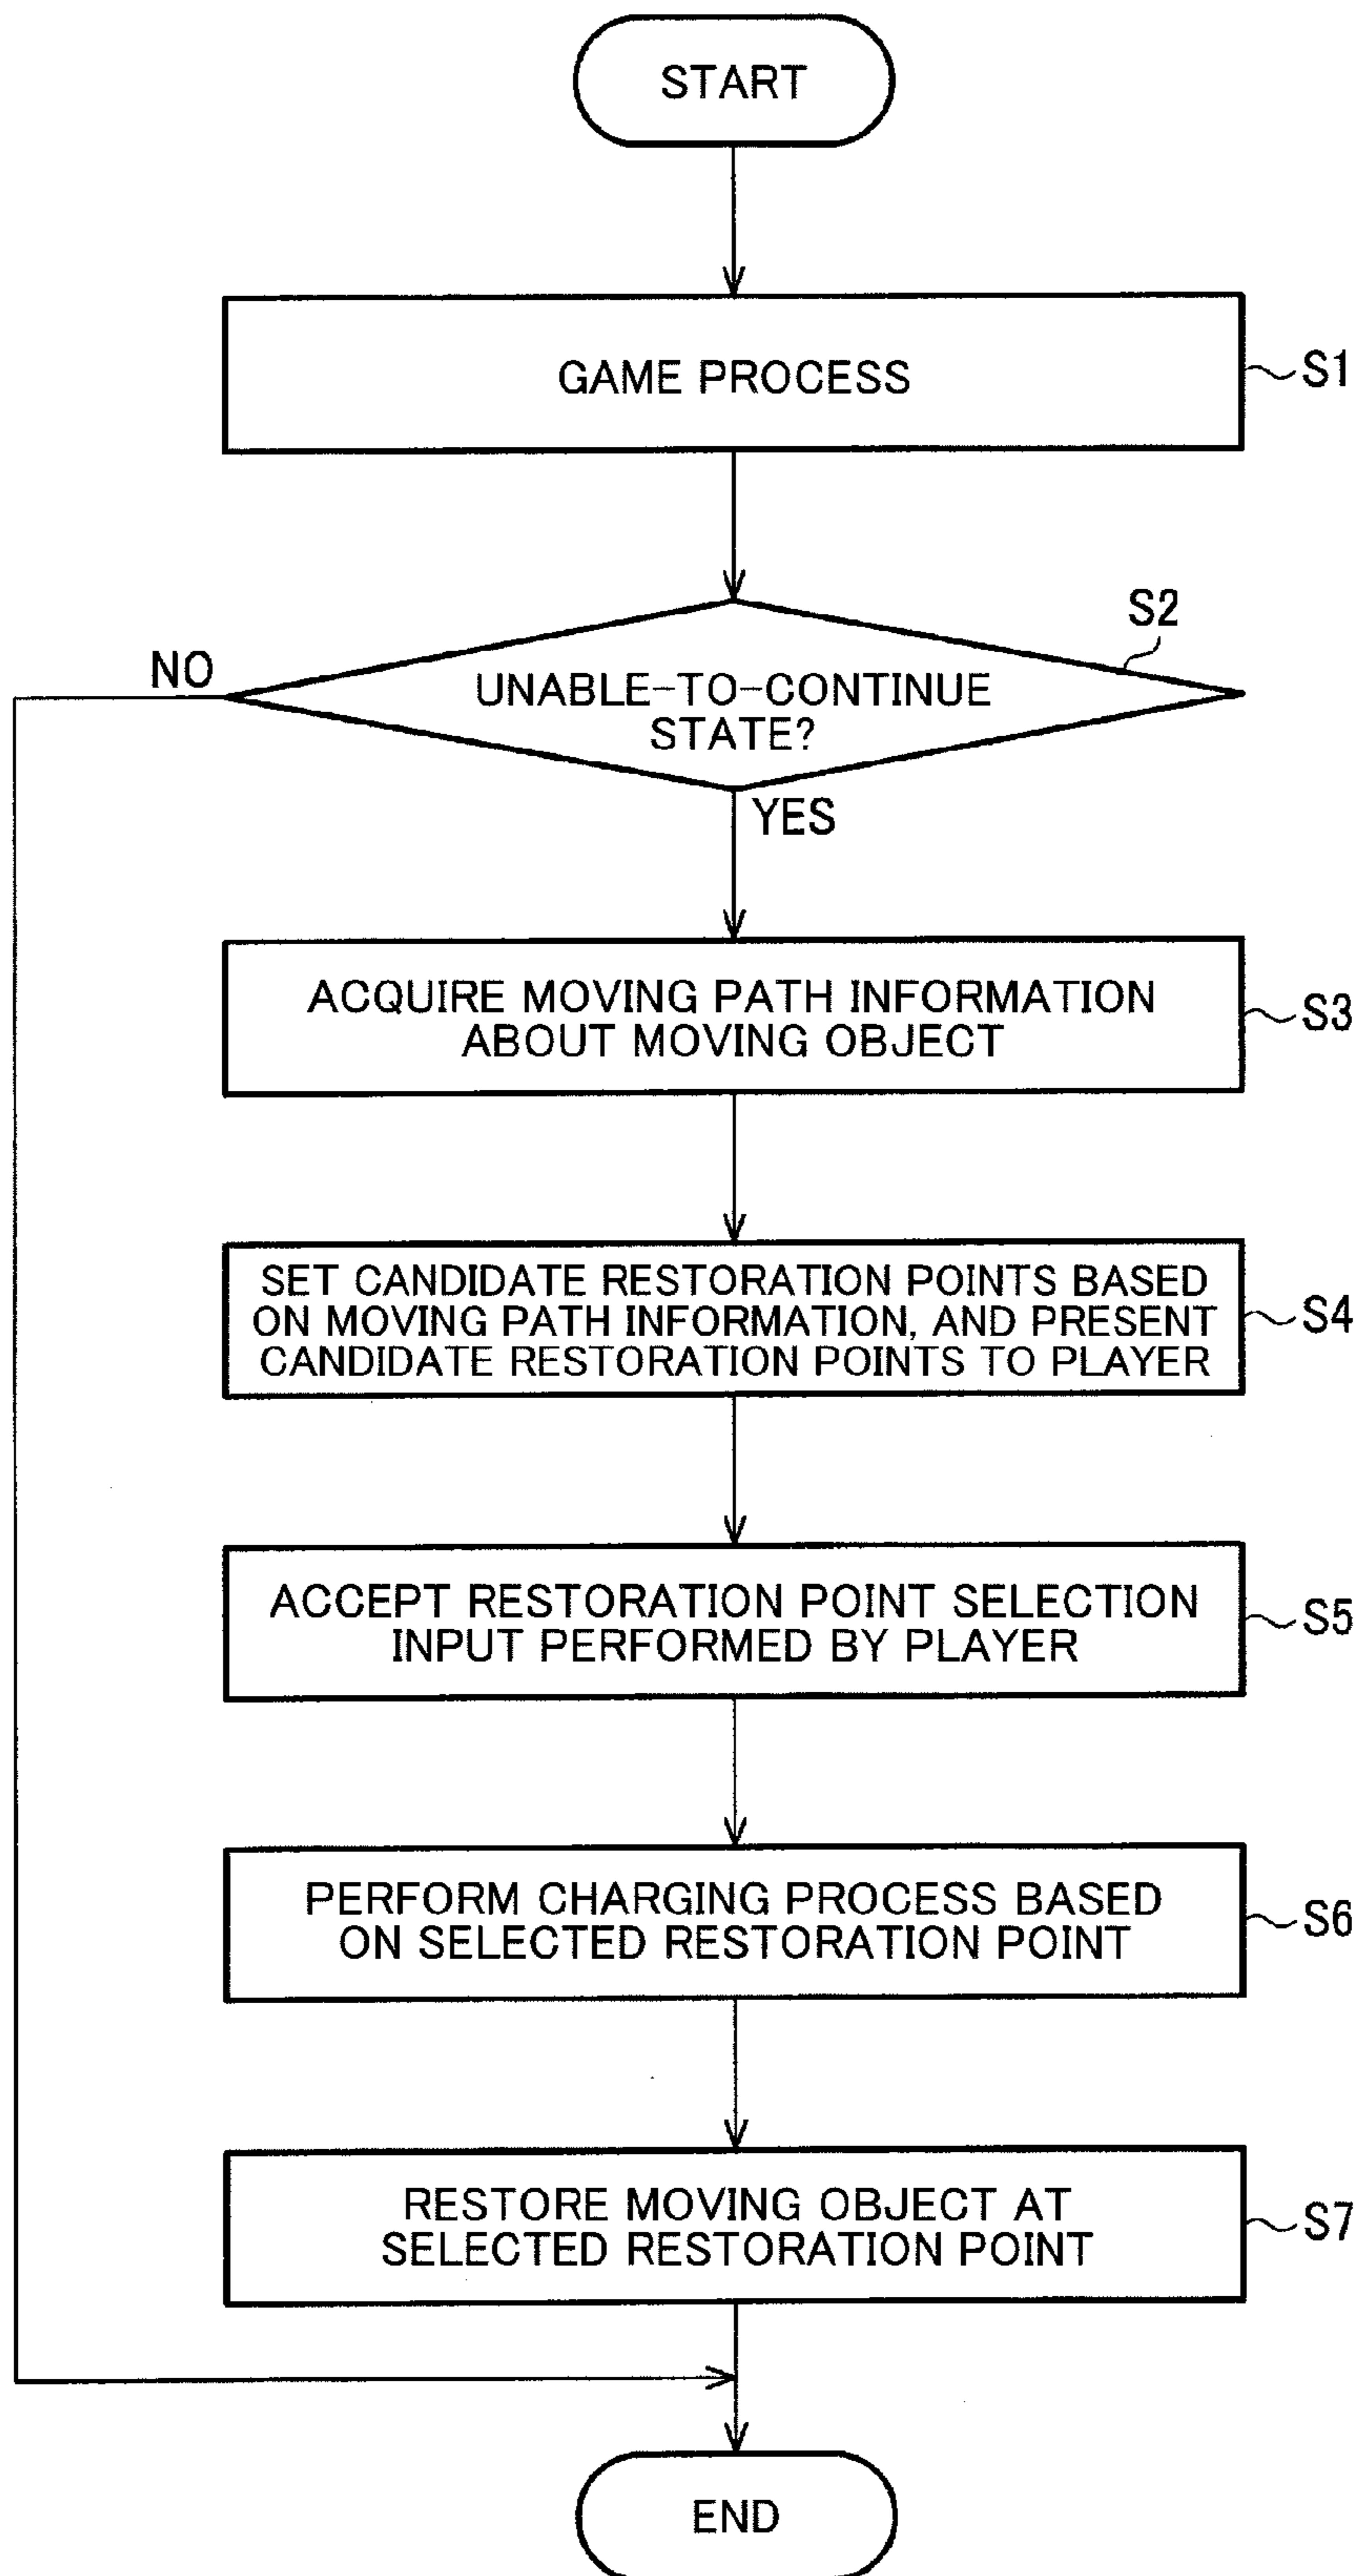 START
GAME PROCESS
S1
S2
NO
UNABLE-TO-CONTINUE
STATE?
YES
ACQUIRE MOVING PATH INFORMATION
ABOUT MOVING OBJECT
S3
SET CANDIDATE RESTORATION POINTS BASED
ON MOVING PATH INFORMATION, AND PRESENT
CANDIDATE RESTORATION POINTS TO PLAYER
S4
ACCEPT RESTORATION POINT SELECTION
INPUT PERFORMED BY PLAYER
S5
PERFORM CHARGING PROCESS BASED
ON SELECTED RESTORATION POINT
S6
RESTORE MOVING OBJECT AT
SELECTED RESTORATION POINT
S7
END